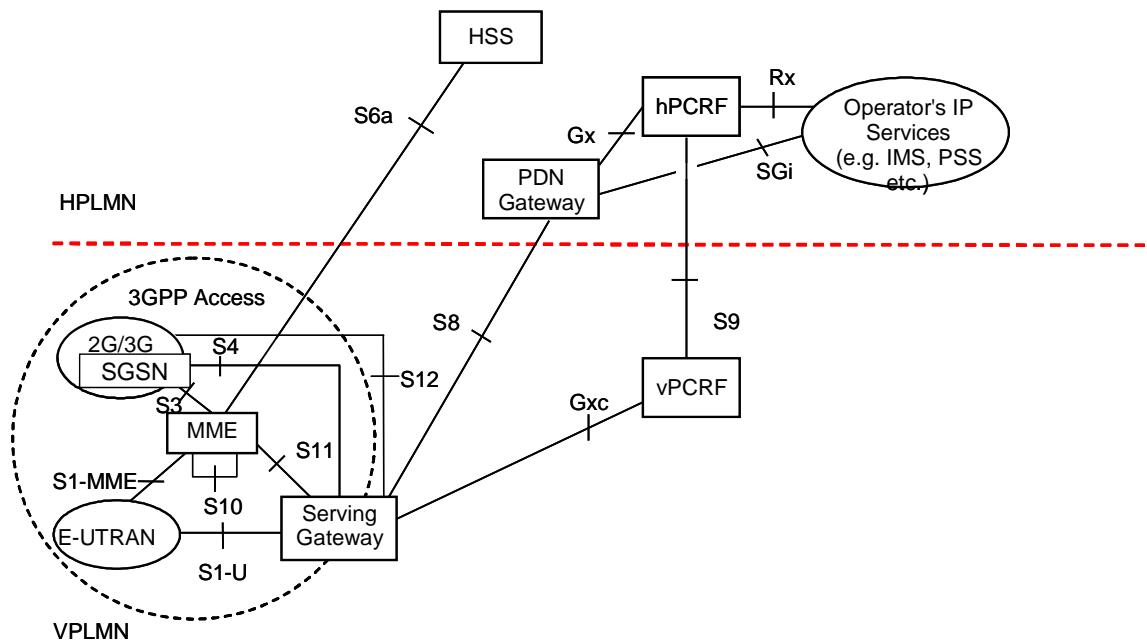 HSS
Rx
hPCRF
Operator's IP
Services
(e.g. IMS, PSS
etc.)
S6a
Gx
SGi
PDN
Gateway
HPLMN
3GPP Access
2G/3G
SGSN
S4
S12
S8
S9
vPCRF
S3
Gxc
MME
S11
S1-MME
S10
E-UTRAN
Serving
Gateway
S1-U
VPLMN